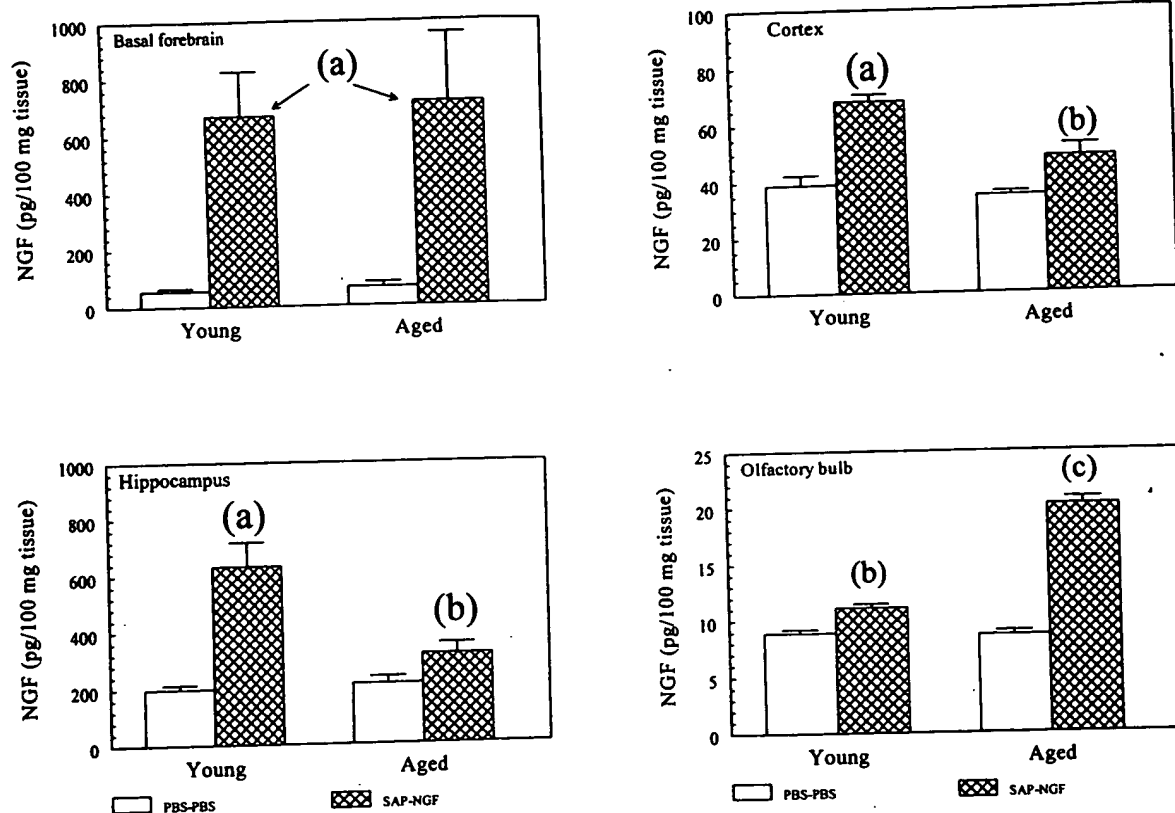 Basal forebrain
(a)
NGF (pg/100 mg tissue)
1000
800
600
400
200
0
Young
Aged
Cortex
(a)
(b)
NGF (pg/100 mg tissue)
100
80
60
40
20
0
Young
Aged
Hippocampus
(a)
(b)
NGF (pg/100 mg tissue)
1000
800
600
400
200
0
Young
Aged
PBS-PBS
SAP-NGF
Olfactory bulb
(b)
(c)
NGF (pg/100 mg tissue)
25
20
15
10
5
0
Young
Aged
PBS-PBS
SAP-NGF